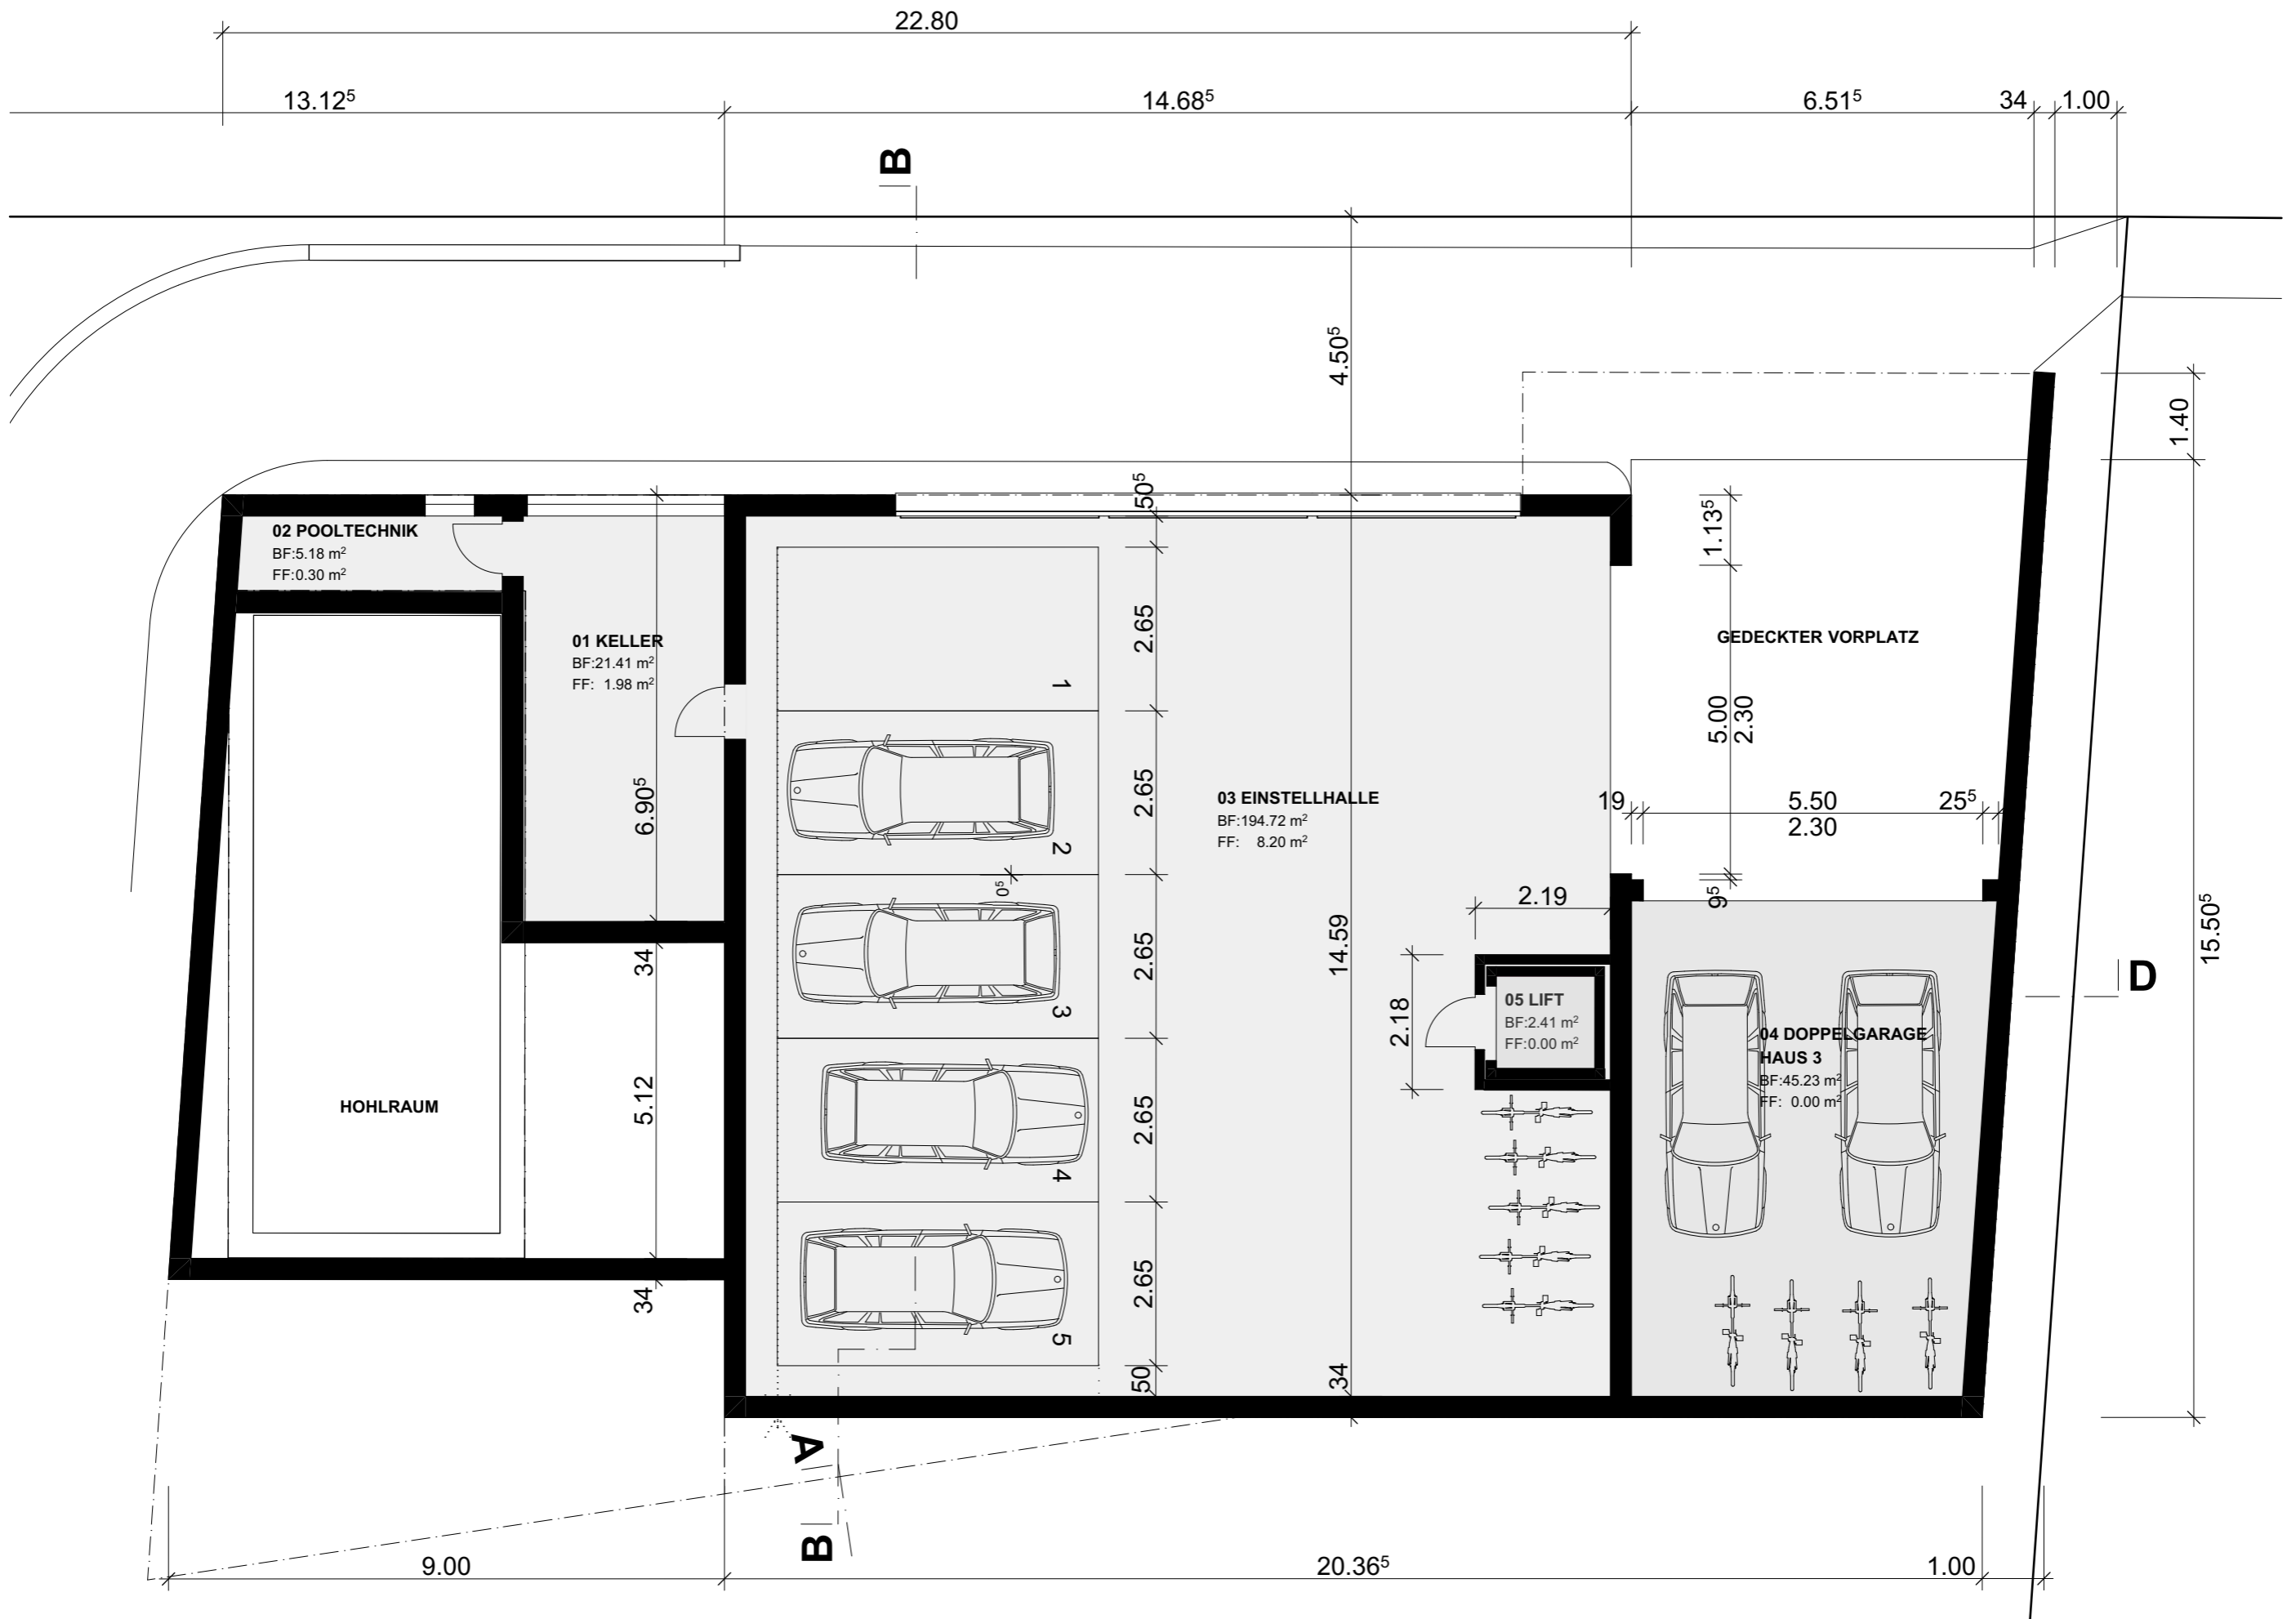 22.80
13.12⁵
14.68⁵
6.51⁵
34
1.00
B
4.50⁵
1.40
50⁵
1.13⁵
02 POOLTECHNIK
BF:5.18 m²
FF:0.30 m²
01 KELLER
BF:21.41 m²
FF: 1.98 m²
2.65
GEDECKTER VORPLATZ
1
5.00
2.30
6.90⁵
2.65
03 EINSTELLHALLE
BF:194.72 m²
FF: 8.20 m²
19
5.50
25⁵
2.30
2
0⁵
2.19
9⁵
15.50⁵
34
2.65
14.59
D
3
2.18
05 LIFT
BF:2.41 m²
FF:0.00 m²
04 DOPPELGARAGE
HAUS 3
BF:45.23 m²
FF: 0.00 m²
HOHLRAUM
5.12
2.65
4
34
2.65
5
50
34
A
B
9.00
20.36⁵
1.00